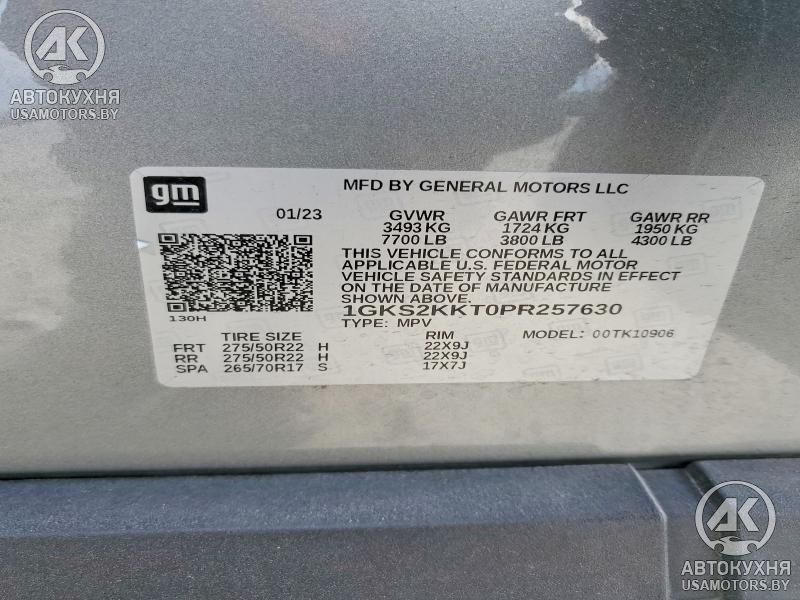 AK
АВТОКУХНЯ
USAMOTORS.BY
gm
MFD BY GENERAL MOTORS LLC
01/23
GVWR GAWR FRT GAWR RR
3493 KG 1724 KG 1950 KG
7700 LB 3800 LB 4300 LB
THIS VEHICLE CONFORMS TO ALL
APPLICABLE U.S. FEDERAL MOTOR
VEHICLE SAFETY STANDARDS IN EFFECT
ON THE DATE OF MANUFACTURE
SHOWN ABOVE.
130H
1GKS2KKT0PR257630
TYPE: MPV MODEL: 00TK10906
TIRE SIZE RIM
FRT 275/50R22 H 22X9J
RR 275/50R22 H 22X9J
SPA 265/70R17 S 17X7J
AK
АВТОКУХНЯ
USAMOTORS.BY